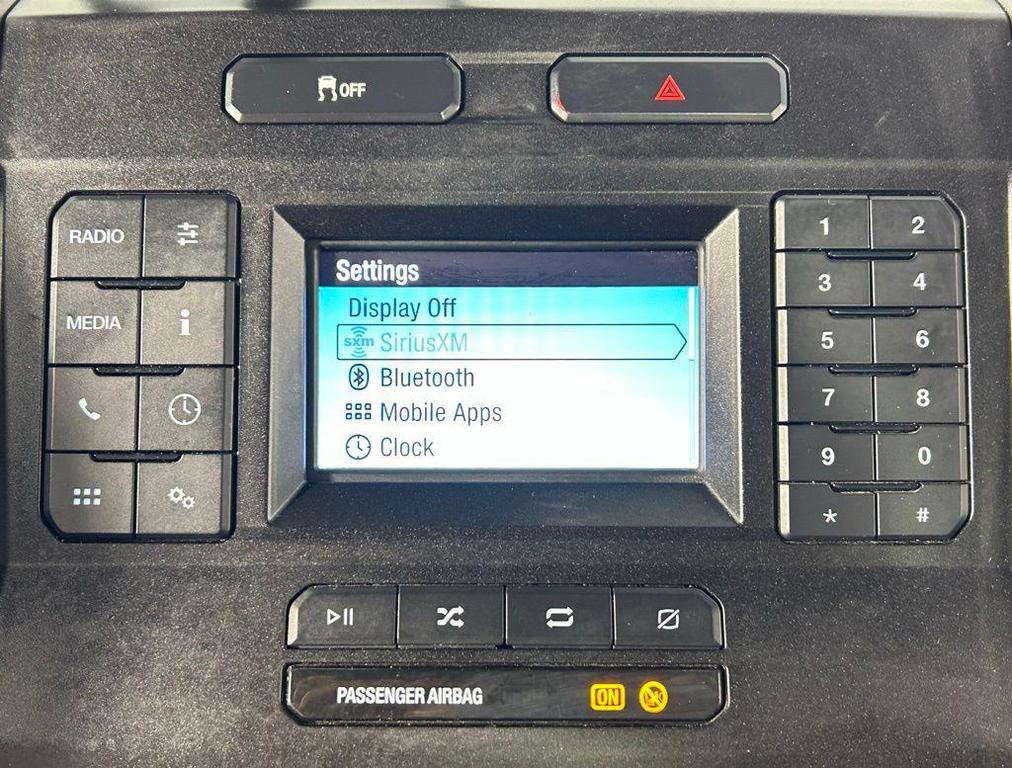 OFF
RADIO
MEDIA
Settings
Display Off
sxm SiriusXM
Bluetooth
Mobile Apps
Clock
1 2
3 4
5 6
7 8
9 0
* #
PASSENGER AIRBAG ON